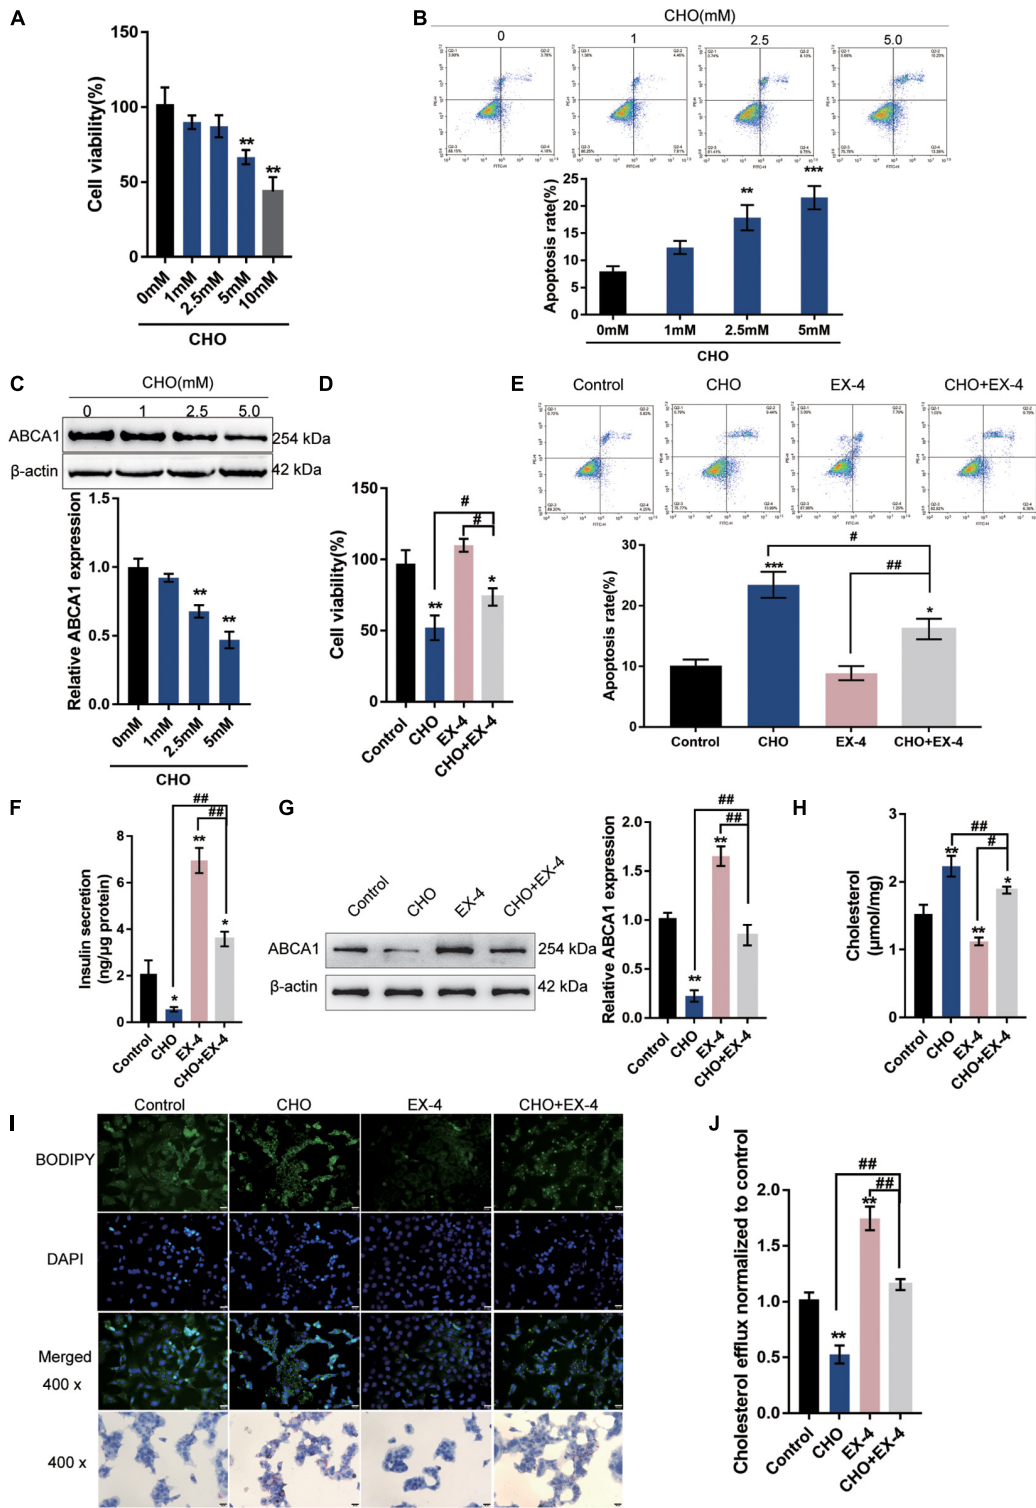 A
150
100
50
0
Cell viability(%)
**
**
0mM
1mM
2.5mM
5mM
10mM
CHO
B
CHO(mM)
0
1
2.5
5.0
25
20
15
10
5
0
Apoptosis rate(%)
**
***
0mM
1mM
2.5mM
5mM
CHO
C
CHO(mM)
0
1
2.5
5.0
ABCA1
254 kDa
β-actin
42 kDa
1.5
1.0
0.5
0.0
Relative ABCA1 expression
**
**
0mM
1mM
2.5mM
5mM
CHO
D
150
100
50
0
Cell viability(%)
#
#
**
*
Control
CHO
EX-4
CHO+EX-4
E
Control
CHO
EX-4
CHO+EX-4
30
20
10
0
Apoptosis rate(%)
#
##
***
*
Control
CHO
EX-4
CHO+EX-4
F
8
6
4
2
0
Insulin secretion
(ng/μg protein)
##
##
*
**
*
Control
CHO
EX-4
CHO+EX-4
G
Control
CHO
EX-4
CHO+EX-4
ABCA1
254 kDa
β-actin
42 kDa
2.0
1.5
1.0
0.5
0.0
Relative ABCA1 expression
##
##
**
**
Control
CHO
EX-4
CHO+EX-4
H
3
2
1
0
Cholesterol
(μmol/mg)
##
#
**
**
*
Control
CHO
EX-4
CHO+EX-4
I
Control
CHO
EX-4
CHO+EX-4
BODIPY
DAPI
Merged
400 x
400 x
J
2.0
1.5
1.0
0.5
0.0
Cholesterol efflux normalized to control
##
##
**
**
Control
CHO
EX-4
CHO+EX-4